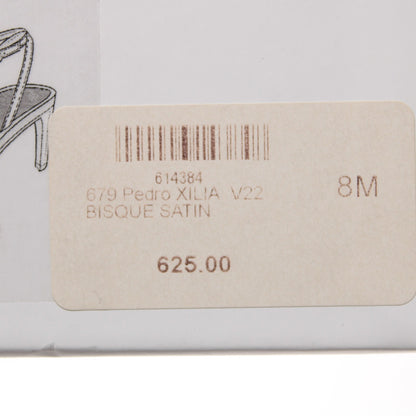 614384
679 Pedro XILIA V22
BISQUE SATIN
8M
625.00